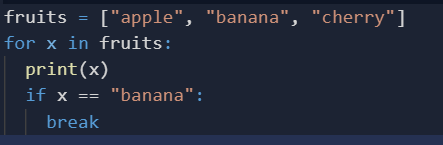 fruits = ["apple", "banana", "cherry"]
for x in fruits:
  print(x)
  if x == "banana":
    break